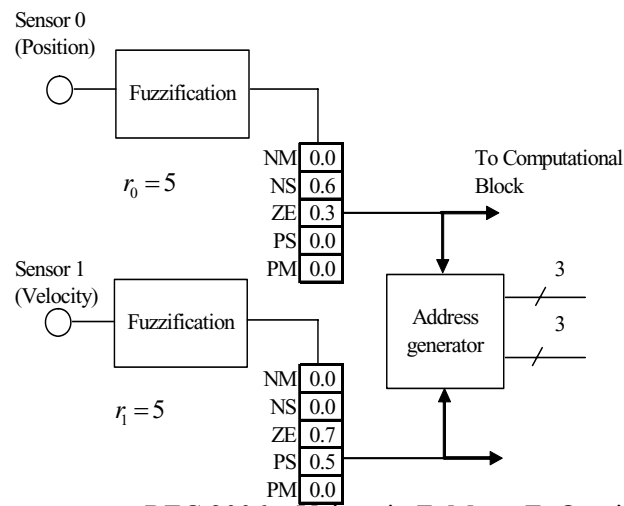 Sensor 0
(Position)
Fuzzification
r₀ = 5
NM 0.0
NS 0.6
ZE 0.3
PS 0.0
PM 0.0
To Computational
Block
Sensor 1
(Velocity)
Fuzzification
r₁ = 5
NM 0.0
NS 0.0
ZE 0.7
PS 0.5
PM 0.0
Address
generator
3
3